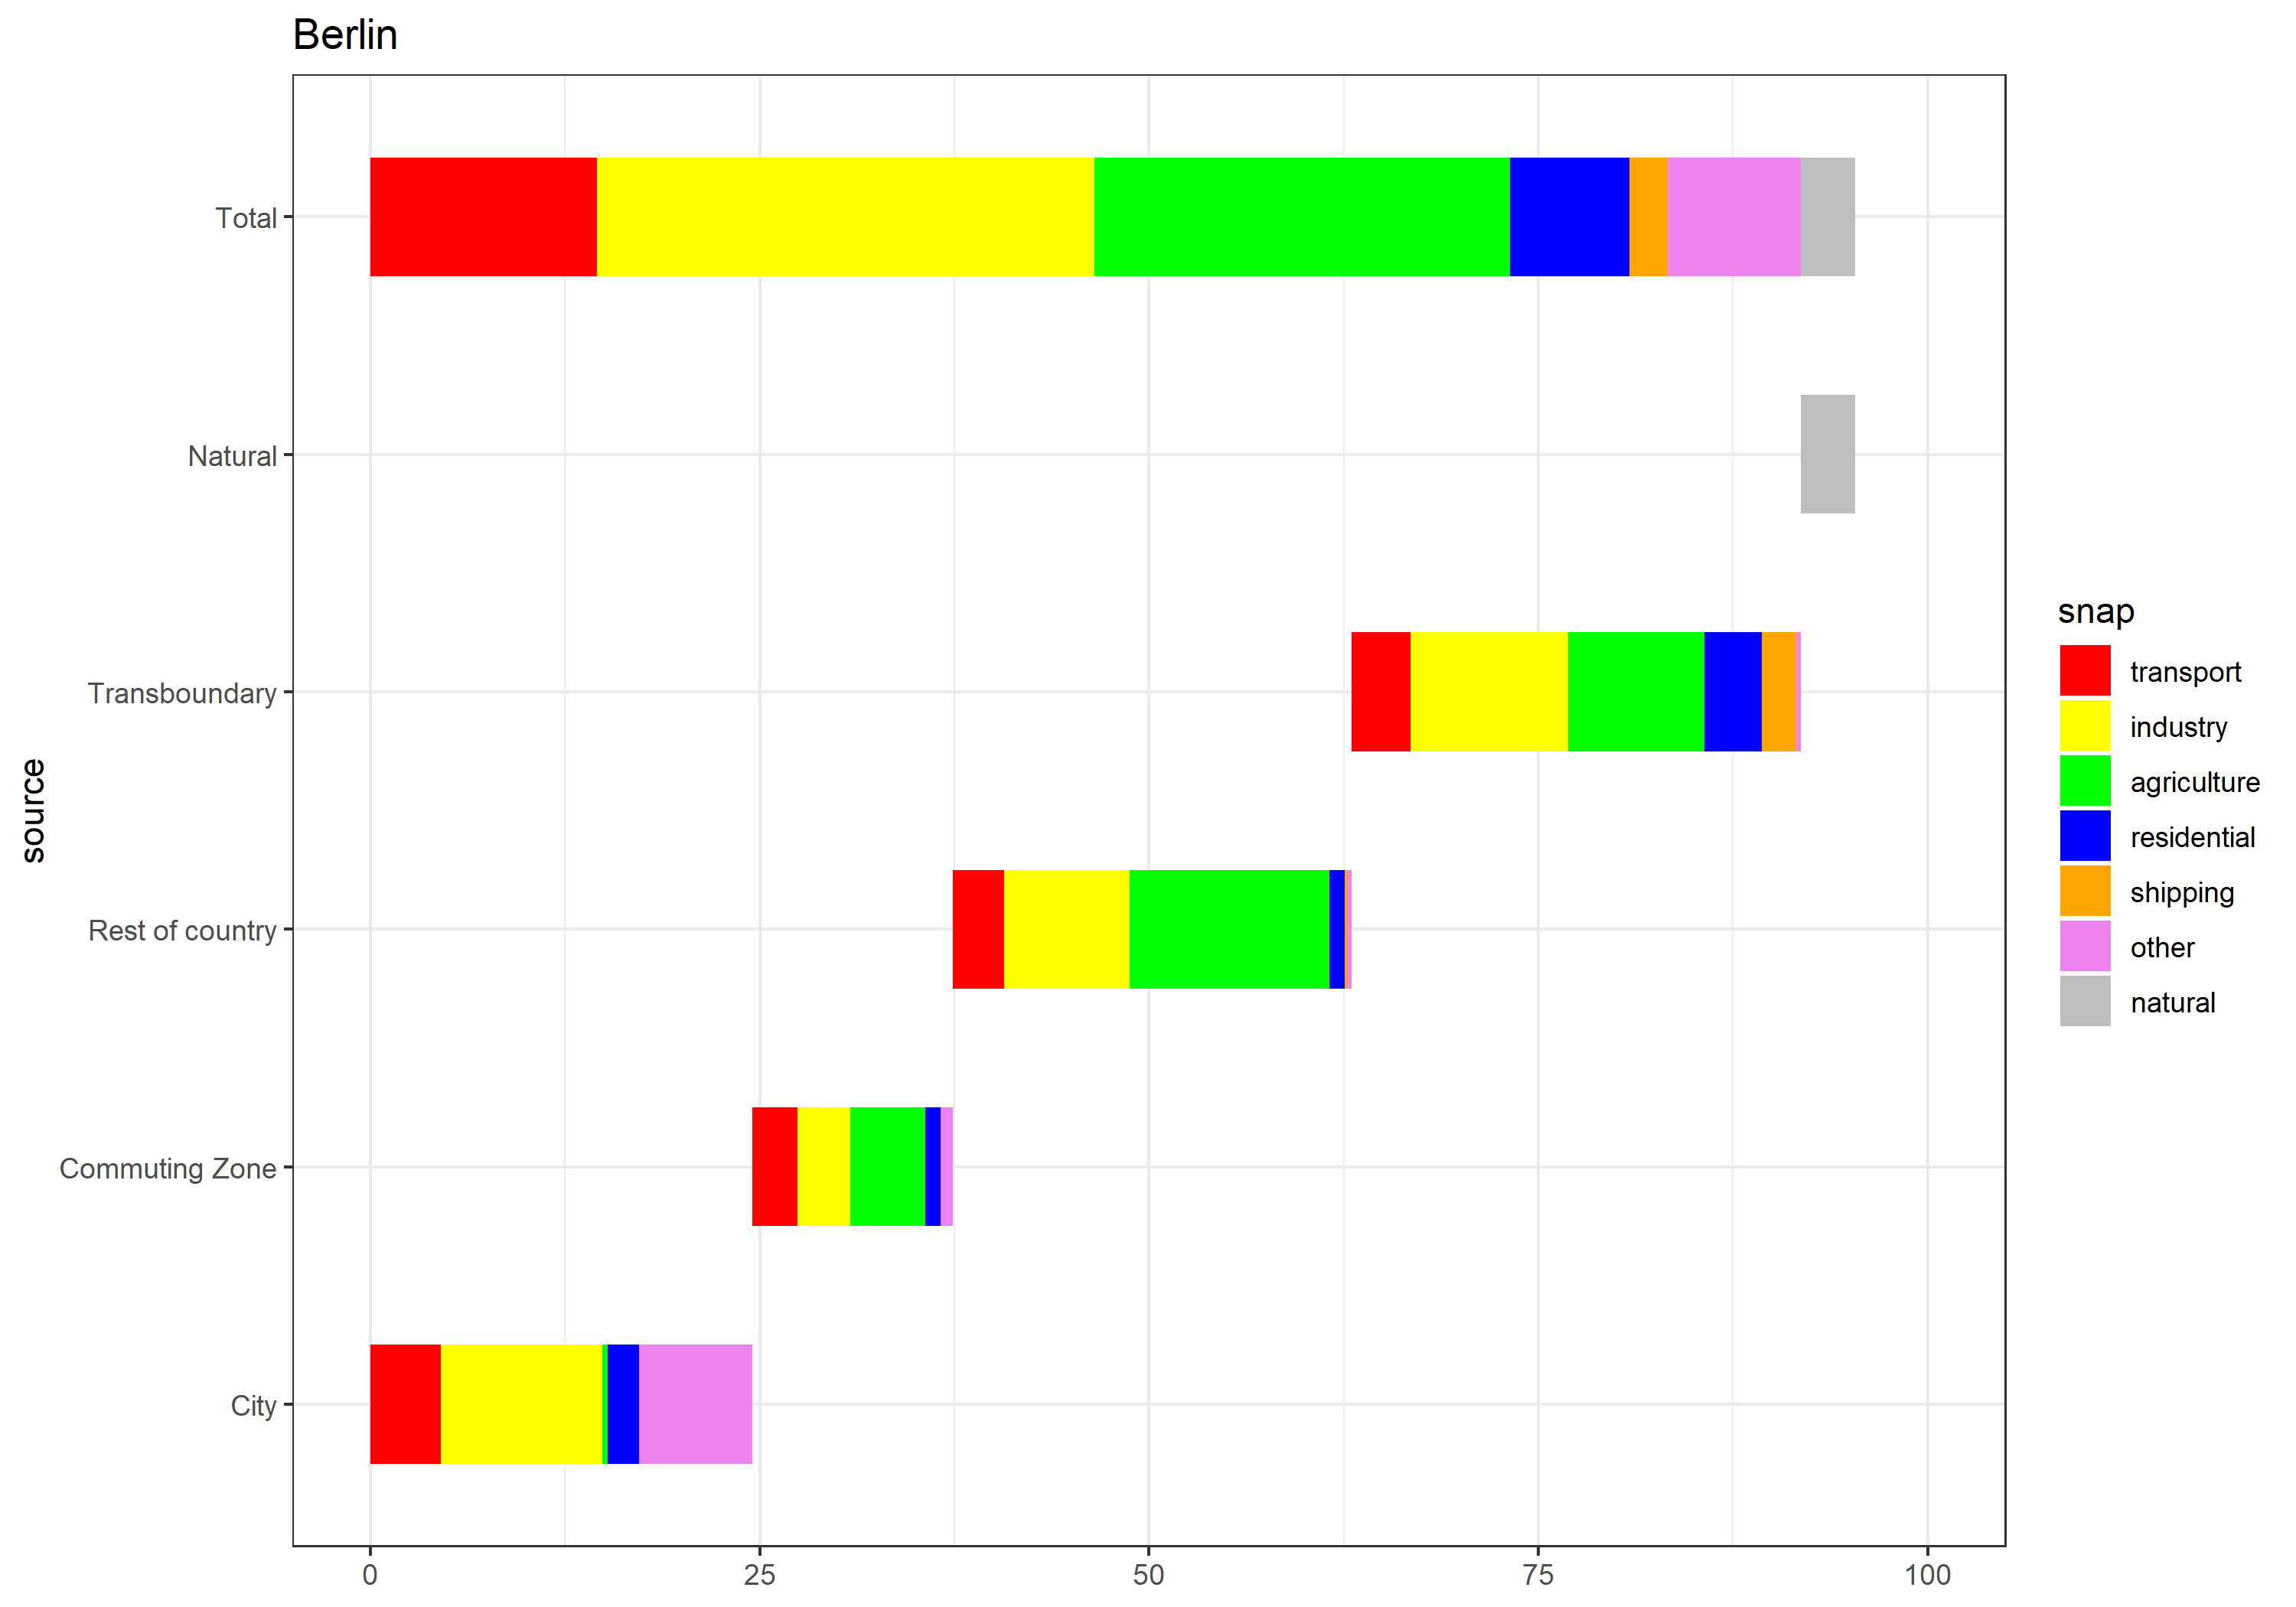 Berlin
source
Total
Natural
Transboundary
Rest of country
Commuting Zone
City
0 25 50 75 100
snap
transport
industry
agriculture
residential
shipping
other
natural